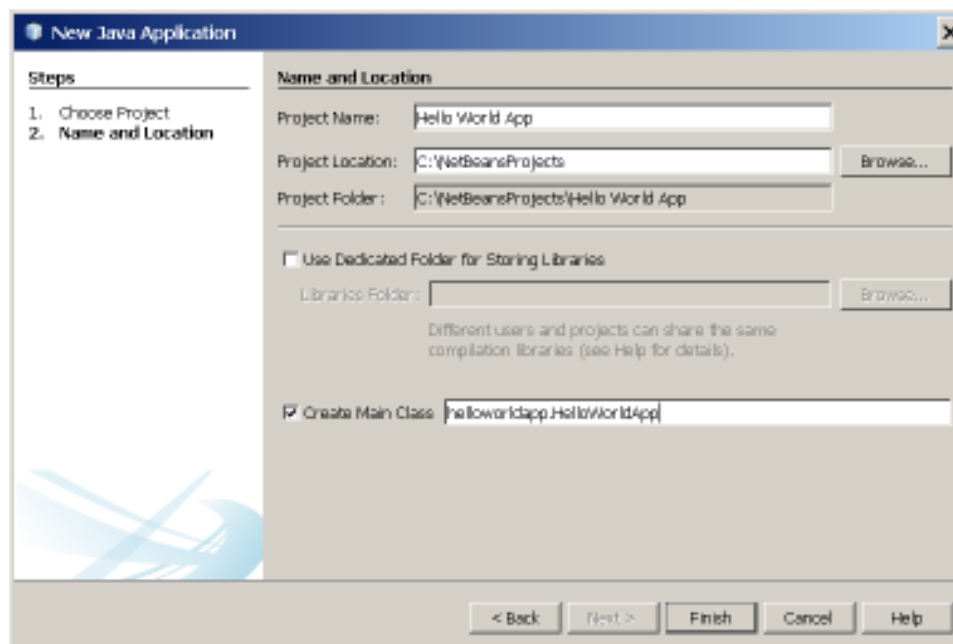 New Java Application
Steps
1. Choose Project
2. Name and Location
Name and Location
Project Name: Hello World App
Project Location: C:\NetBeansProjects Browse...
Project Folder: C:\NetBeansProjects\Hello World App
Use Dedicated Folder for Storing Libraries
Libraries Folder: Browse...
Different users and projects can share the same
compilation libraries (see Help for details).
Create Main Class helloworldapp.HelloWorldApp
< Back Next > Finish Cancel Help